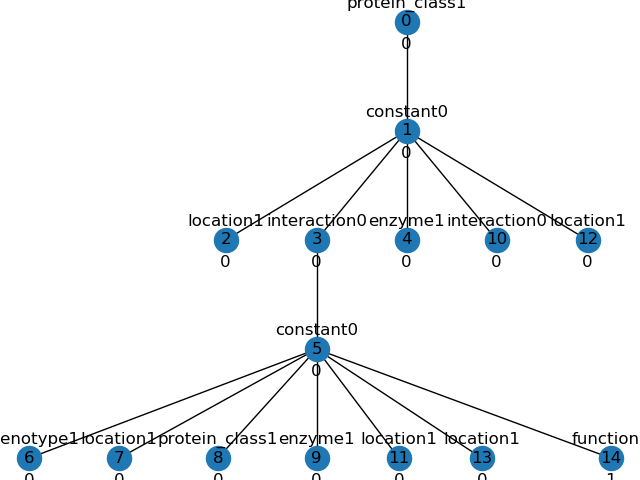 protein_class1
0
0
constant0
1
0
location1 interaction0 enzyme1 interaction0 location1
2 3 4 10 12
0 0 0 0 0
constant0
5
0
enotype1 location1 protein_class1 enzyme1 location1 location1 function
6 7 8 9 11 13 14
0 0 0 0 0 0 1